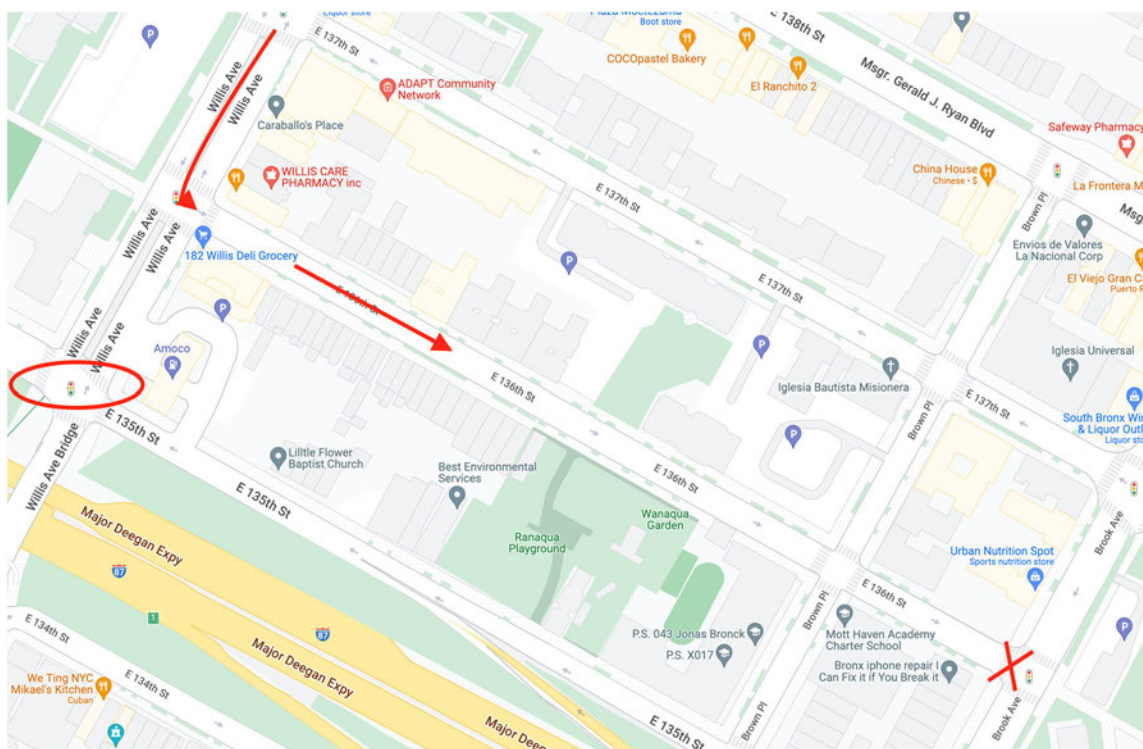 Liquor store
Plaza Moctezuma
Boot store
E 138th St
E 137th St
COCOpastel Bakery
El Ranchito 2
Msgr. Gerald J. Ryan Blvd
Willis Ave
Willis Ave
ADAPT Community
Network
Caraballo's Place
Safeway Pharmacy
WILLIS CARE
PHARMACY inc
E 137th St
China House
Chinese • $
Brown Pl
La Frontera M
Msgr.
Willis Ave
Willis Ave
182 Willis Deli Grocery
Envios de Valores
La Nacional Corp
El Viejo Gran Ca
Puerto R
E 137th St
E 136th St
Willis Ave
Willis Ave
Amoco
Iglesia Universal
E 136th St
Iglesia Bautista Misionera
E 137th St
South Bronx Win
& Liquor Outl
Liquor sto
Brown Pl
E 135th St
Willis Ave Bridge
Lilltle Flower
Baptist Church
Best Environmental
Services
E 136th St
E 135th St
Wanaqua
Garden
Ranaqua
Playground
Brook Ave
Major Deegan Expy
87
Urban Nutrition Spot
Sports nutrition store
E 136th St
1
87
Brown Pl
Mott Haven Academy
Charter School
P.S. 043 Jonas Bronck
P.S. X017
Bronx iphone repair I
Can Fix it if You Break it
E 134th St
Major Deegan Expy
We Ting NYC
Mikael's Kitchen
Cuban
E 134th St
E 135th St
Brown Pl
Brook Ave
Major